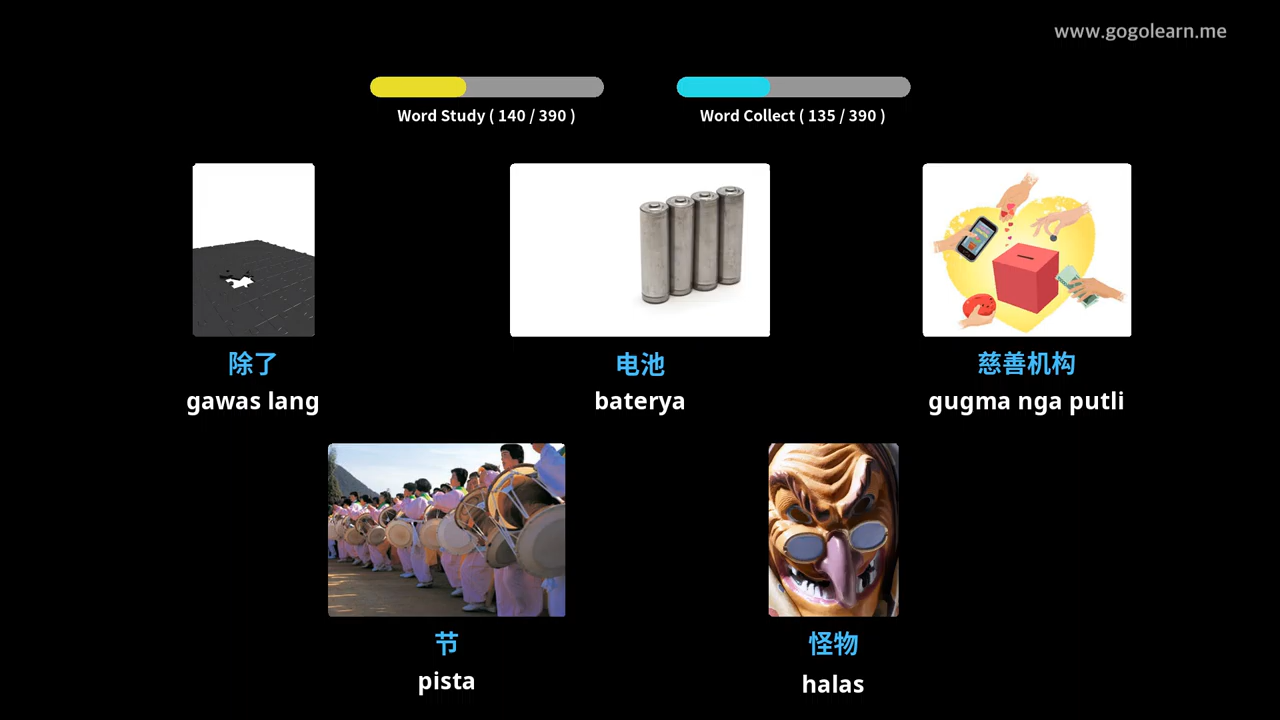 www.gogolearn.me
Word Study ( 140 / 390 )
Word Collect ( 135 / 390 )
除了
gawas lang
电池
baterya
慈善机构
gugma nga putli
节
pista
怪物
halas